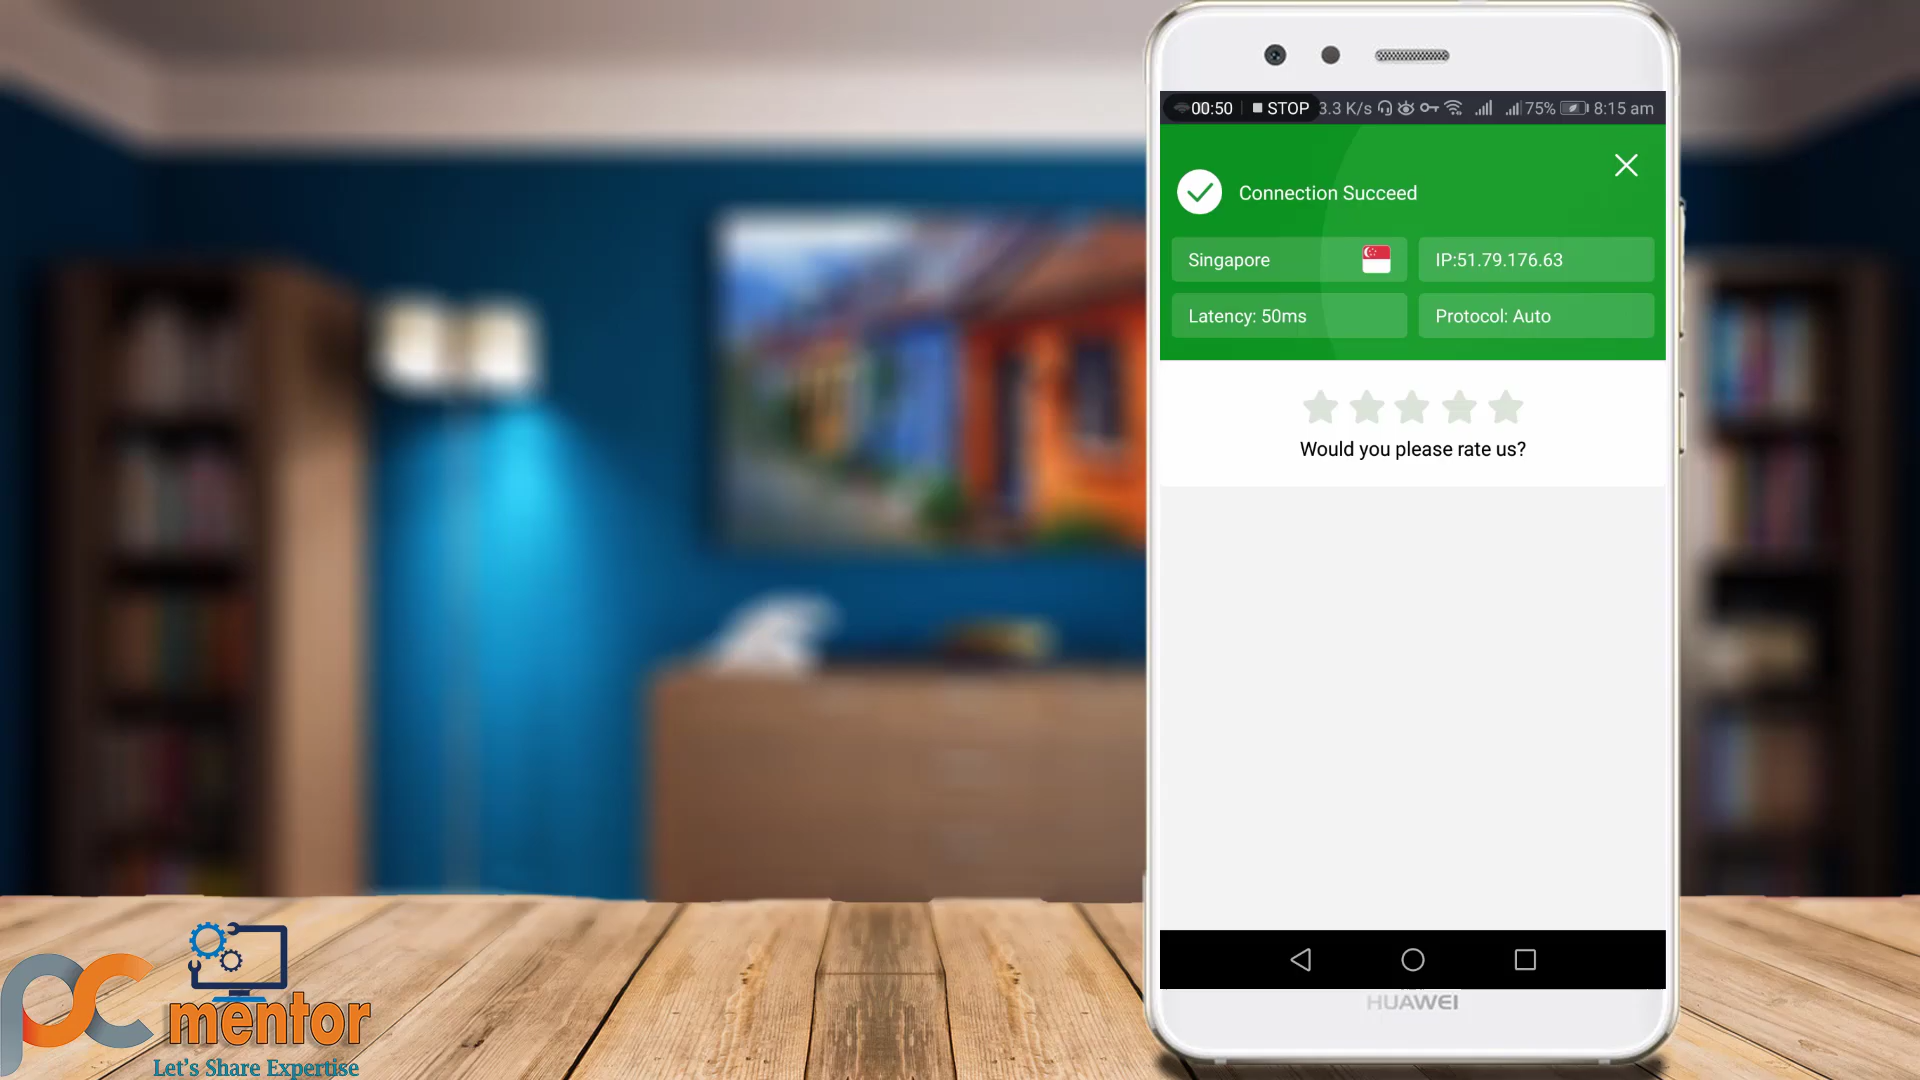 00:50 STOP 3.3 K/s 75% 8:15 am
Connection Succeed
Singapore
IP:51.79.176.63
Latency: 50ms
Protocol: Auto
Would you please rate us?
HUAWEI
pc mentor
Let's Share Expertise